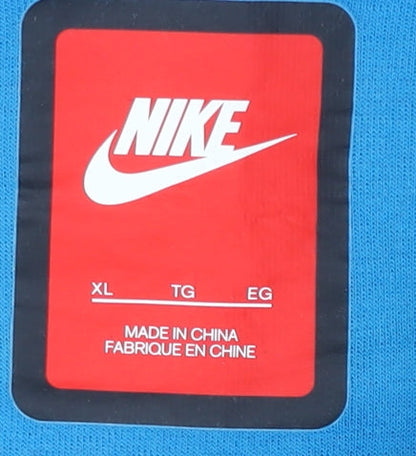 NIKE
XL TG EG
MADE IN CHINA
FABRIQUE EN CHINE